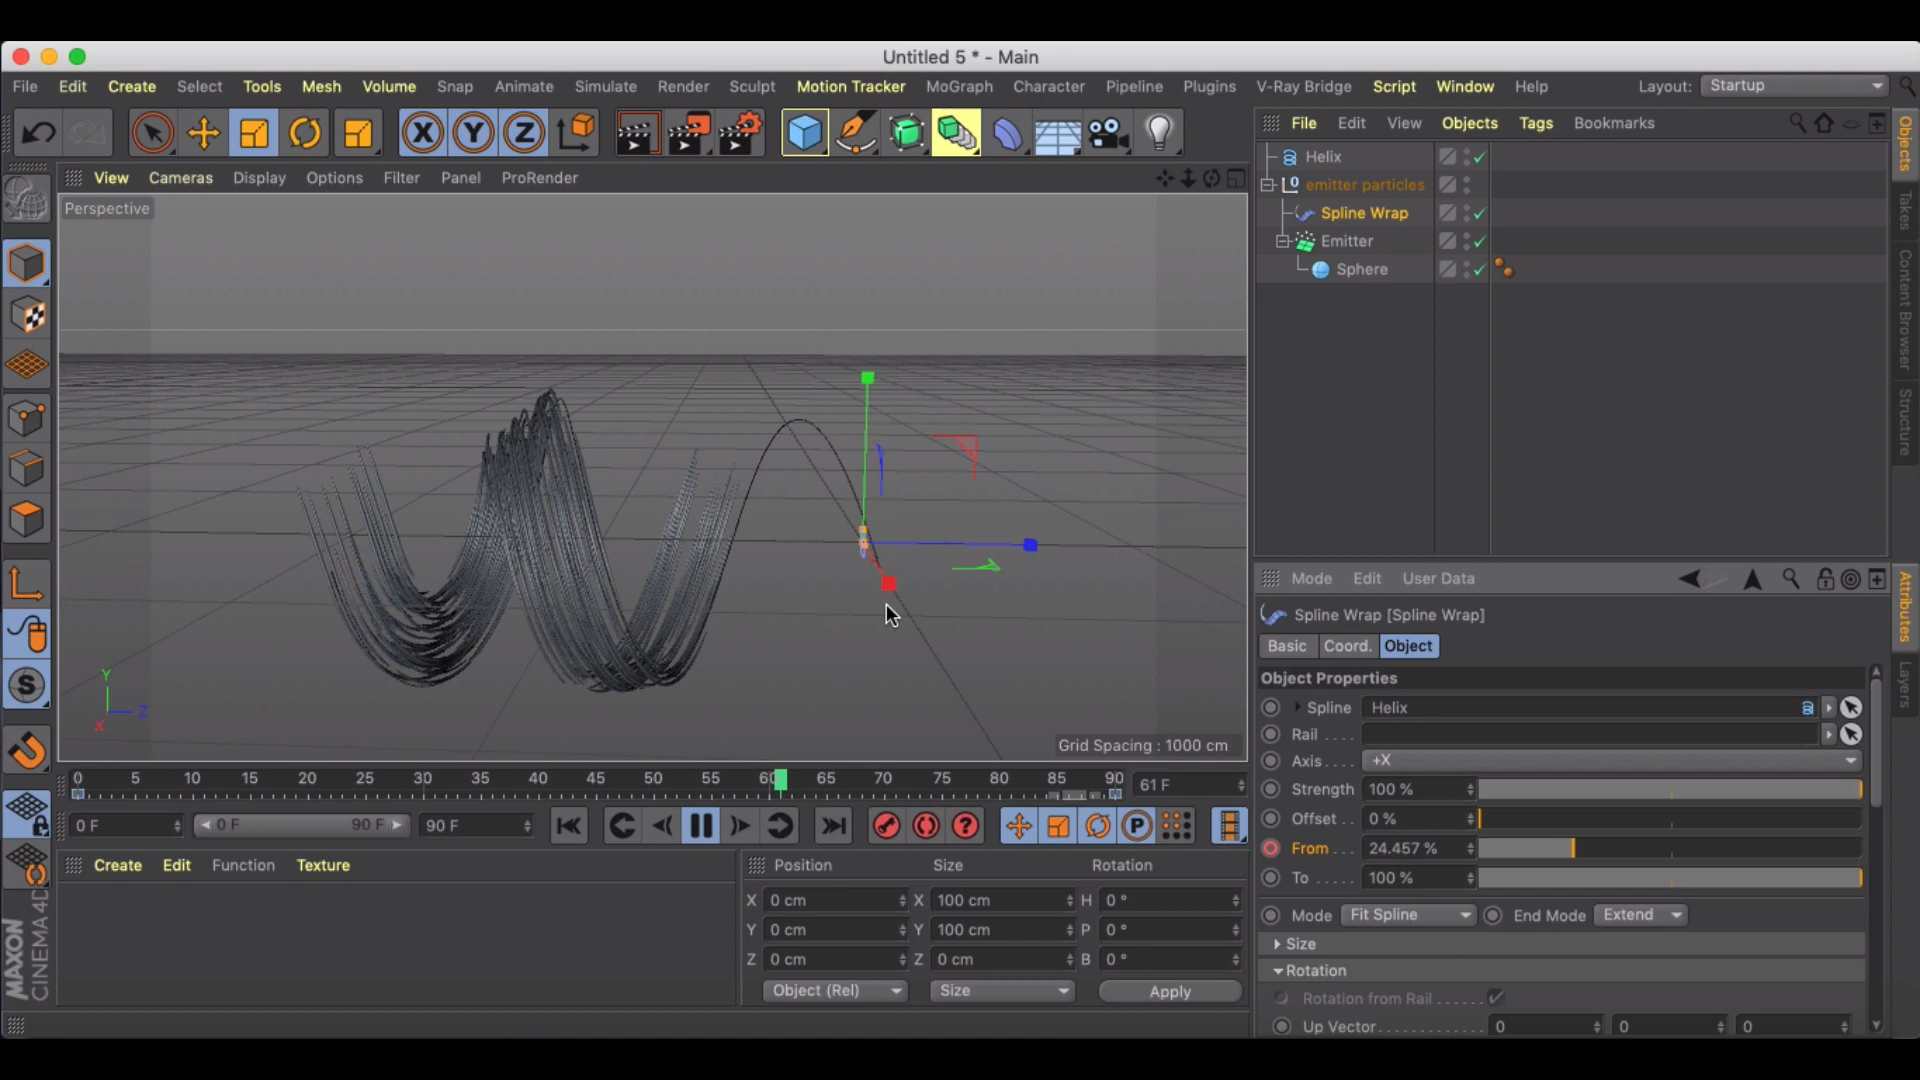 Untitled 5 * - Main
File Edit Create Select Tools Mesh Volume Snap Animate Simulate Render Sculpt Motion Tracker MoGraph Character Pipeline Plugins V-Ray Bridge Script Window Help Layout: Startup
X Y Z
File Edit View Objects Tags Bookmarks
View Cameras Display Options Filter Panel ProRender
Perspective
Helix
0 emitter particles
Spline Wrap
Emitter
Sphere
Objects
Takes
Content Browser
Structure
Attributes
Layers
S
Y
Z
X
Grid Spacing : 1000 cm
Mode Edit User Data
Spline Wrap [Spline Wrap]
Basic Coord. Object
Object Properties
Spline Helix
Rail . . . .
Axis . . . . +X
Strength 100 %
Offset . . 0 %
From . . . 24.457 %
To . . . . . 100 %
Mode Fit Spline End Mode Extend
Size
Rotation
Rotation from Rail . . . . . .
Up Vector . . . . . . . . . . . . 0 0 0
0 5 10 15 20 25 30 35 40 45 50 55 60 65 70 75 80 85 90 61 F
0 F 0 F 90 F 90 F
P
Create Edit Function Texture
Position Size Rotation
X 0 cm X 100 cm H 0 °
Y 0 cm Y 100 cm P 0 °
Z 0 cm Z 0 cm B 0 °
Object (Rel) Size Apply
MAXON
CINEMA 4D